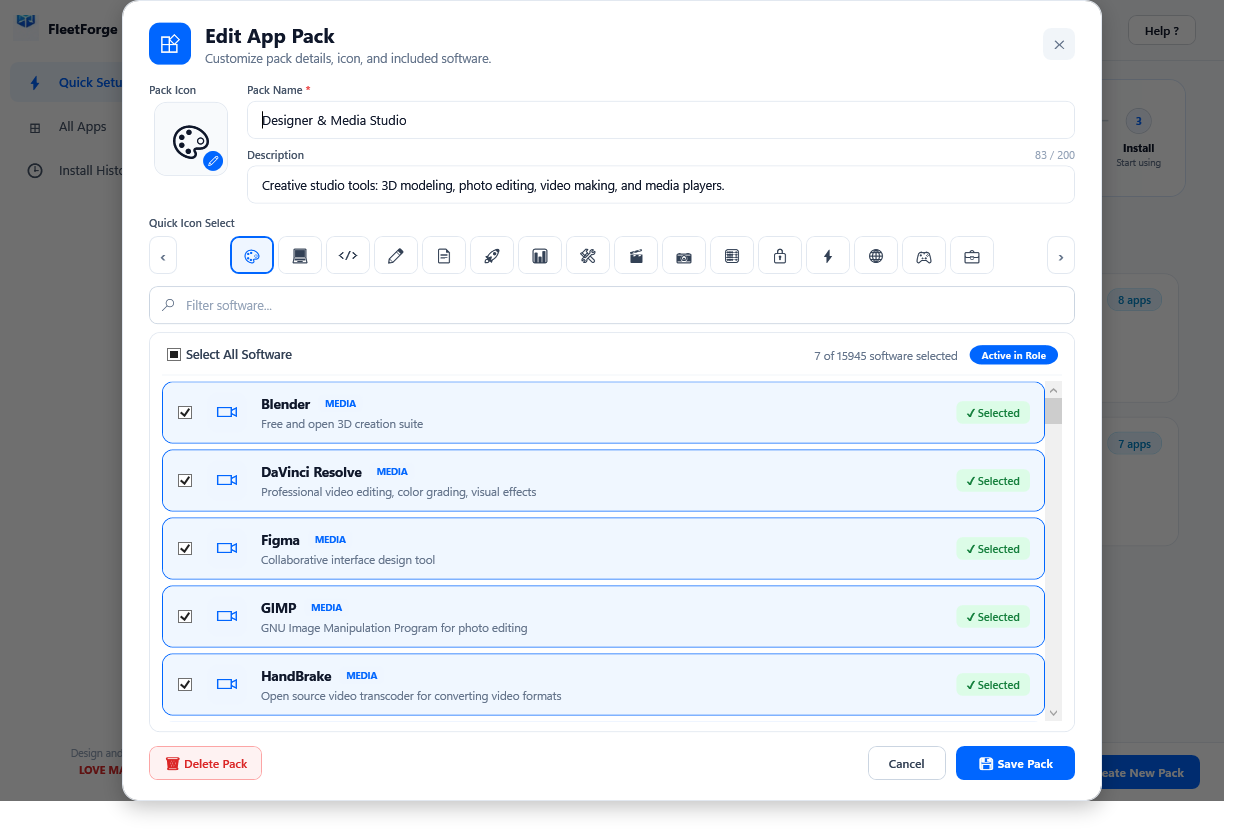 FleetForge
Help ?
Quick Setu
All Apps
Install Histo
3
Install
Start using
8 apps
7 apps
Design and
LOVE MA
eate New Pack
Edit App Pack
Customize pack details, icon, and included software.
Pack Icon
Pack Name *
Designer & Media Studio
Description
83 / 200
Creative studio tools: 3D modeling, photo editing, video making, and media players.
Quick Icon Select
‹
</>
›
Filter software...
Select All Software
7 of 15945 software selected
Active in Role
Blender MEDIA
Free and open 3D creation suite
✓ Selected
DaVinci Resolve MEDIA
Professional video editing, color grading, visual effects
✓ Selected
Figma MEDIA
Collaborative interface design tool
✓ Selected
GIMP MEDIA
GNU Image Manipulation Program for photo editing
✓ Selected
HandBrake MEDIA
Open source video transcoder for converting video formats
✓ Selected
Delete Pack
Cancel
Save Pack